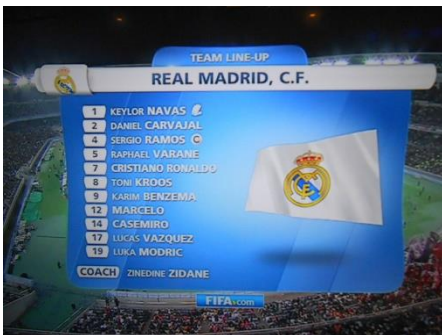 TEAM LINE-UP
REAL MADRID, C.F.
1 KEYLOR NAVAS
2 DANIEL CARVAJAL
4 SERGIO RAMOS C
5 RAPHAEL VARANE
7 CRISTIANO RONALDO
8 TONI KROOS
9 KARIM BENZEMA
12 MARCELO
14 CASEMIRO
17 LUCAS VAZQUEZ
19 LUKA MODRIC
COACH ZINEDINE ZIDANE
FIFA.com